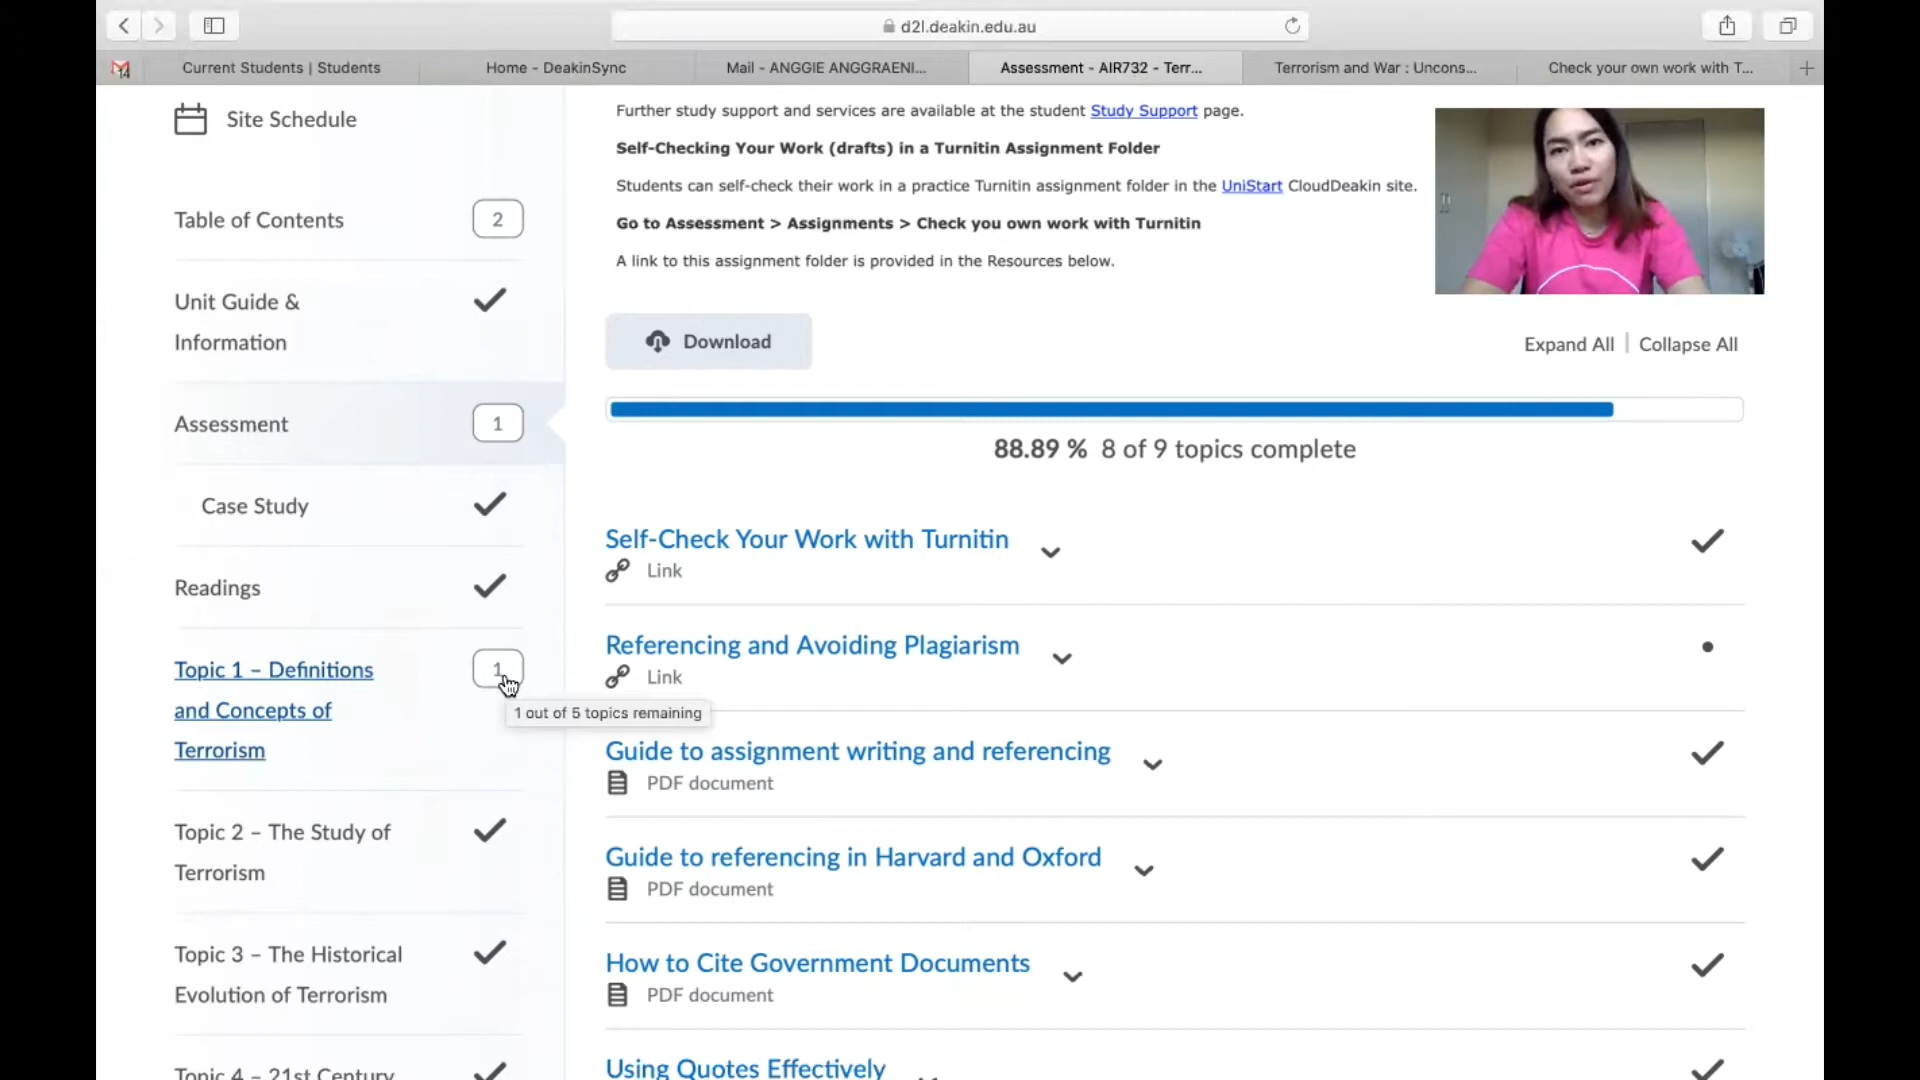 d2l.deakin.edu.au
14
Current Students | Students
Home - DeakinSync
Mail - ANGGIE ANGGRAENI...
Assessment - AIR732 - Terr...
Terrorism and War : Uncons...
Check your own work with T...
Site Schedule
Table of Contents
2
Unit Guide &
Information
Assessment
1
Case Study
Readings
Topic 1 – Definitions
and Concepts of
Terrorism
1
1 out of 5 topics remaining
Topic 2 – The Study of
Terrorism
Topic 3 – The Historical
Evolution of Terrorism
Topic 4 – 21st Century
Further study support and services are available at the student Study Support page.
Self-Checking Your Work (drafts) in a Turnitin Assignment Folder
Students can self-check their work in a practice Turnitin assignment folder in the UniStart CloudDeakin site.
Go to Assessment > Assignments > Check you own work with Turnitin
A link to this assignment folder is provided in the Resources below.
Download
Expand All | Collapse All
88.89 % 8 of 9 topics complete
Self-Check Your Work with Turnitin
Link
Referencing and Avoiding Plagiarism
Link
Guide to assignment writing and referencing
PDF document
Guide to referencing in Harvard and Oxford
PDF document
How to Cite Government Documents
PDF document
Using Quotes Effectively